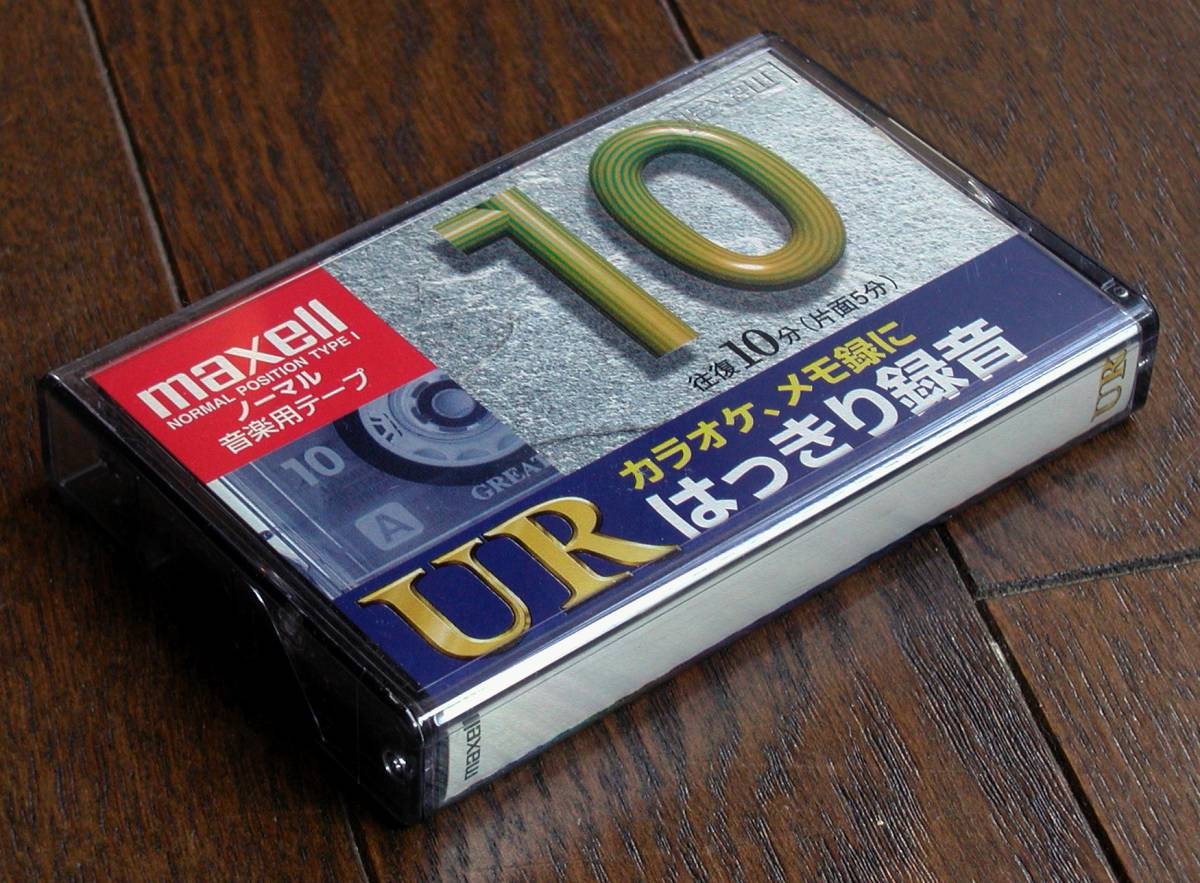 maxell
10
往復10分(片面5分)
maxell
NORMAL POSITION TYPE I
ノーマル
音楽用テープ
10
A
GREAT
UR
カラオケ、メモ録に
はっきり録音
maxell
UR
10